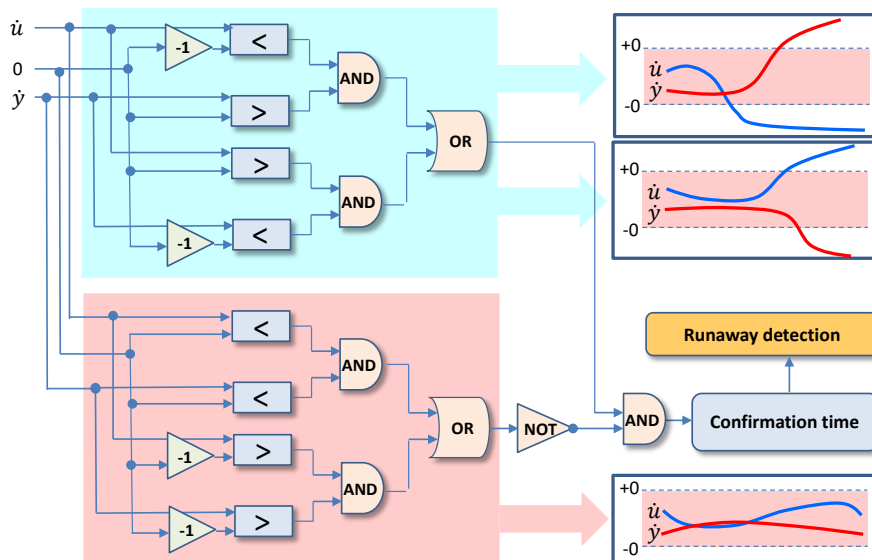 u̇
0
ẏ
-1
<
AND
>
OR
>
AND
-1
<
+0
u̇
ẏ
-0
+0
u̇
ẏ
-0
<
AND
<
OR
NOT
AND
-1
>
AND
-1
>
Runaway detection
Confirmation time
+0
u̇
ẏ
-0